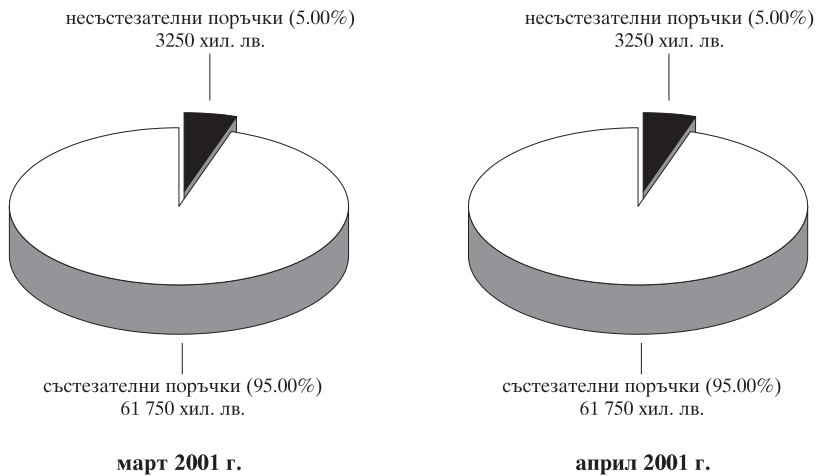 несъстезателни поръчки (5.00%)
3250 хил. лв.
състезателни поръчки (95.00%)
61 750 хил. лв.
март 2001 г.
несъстезателни поръчки (5.00%)
3250 хил. лв.
състезателни поръчки (95.00%)
61 750 хил. лв.
април 2001 г.